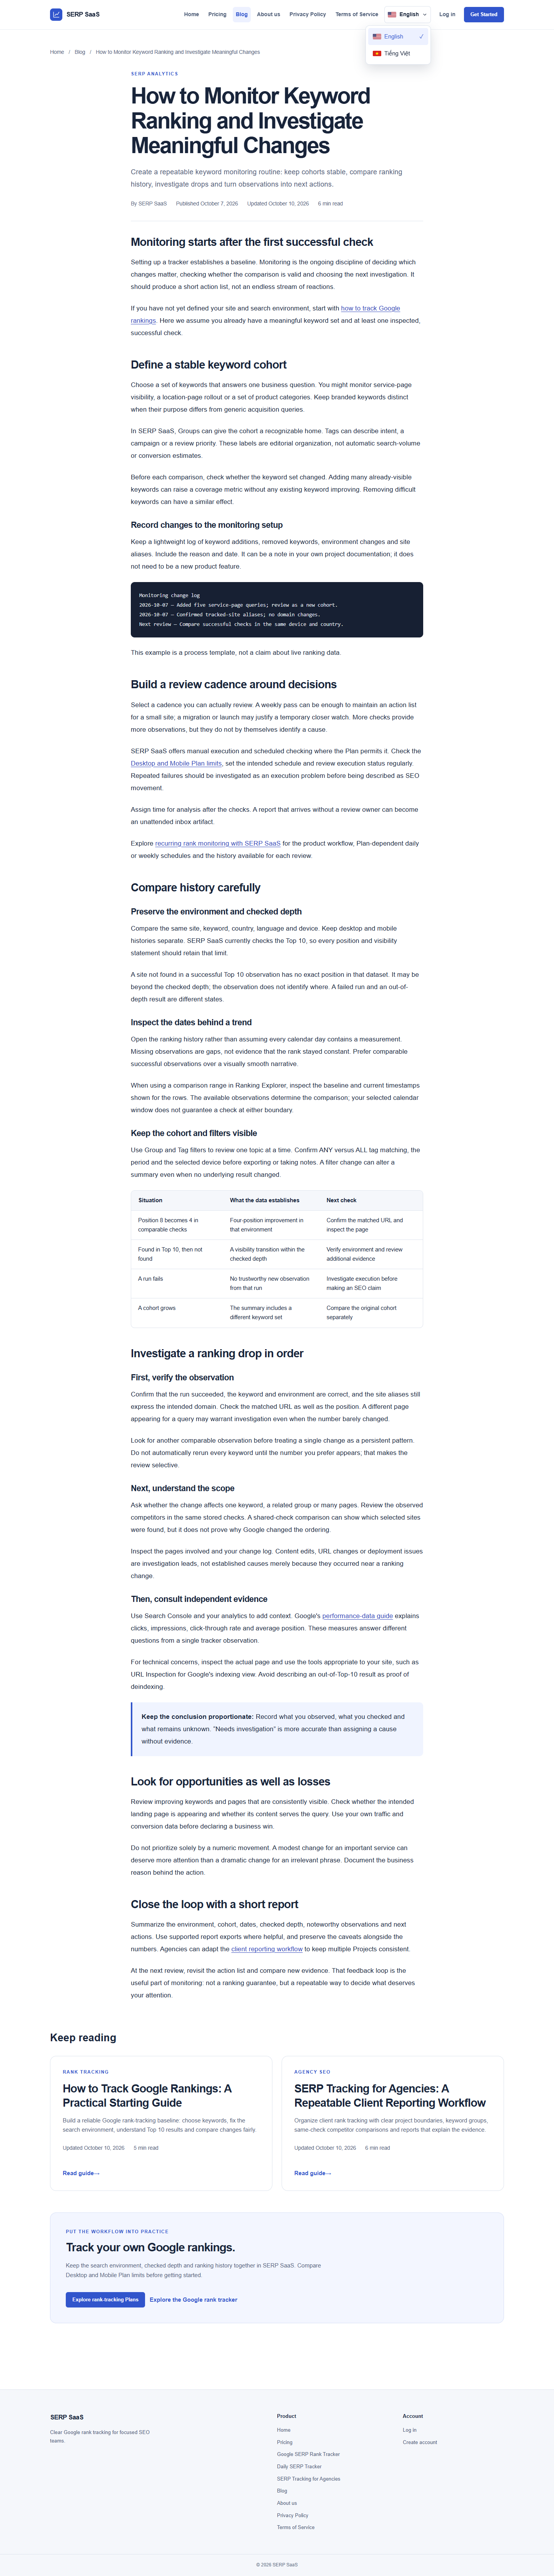 SERP SaaS
Home Pricing Blog About us Privacy Policy Terms of Service English Log in Get Started
English ✓
Tiếng Việt
Home / Blog / How to Monitor Keyword Ranking and Investigate Meaningful Changes
SERP ANALYTICS
How to Monitor Keyword
Ranking and Investigate
Meaningful Changes
Create a repeatable keyword monitoring routine: keep cohorts stable, compare ranking
history, investigate drops and turn observations into next actions.
By SERP SaaS Published October 7, 2026 Updated October 10, 2026 6 min read
Monitoring starts after the first successful check
Setting up a tracker establishes a baseline. Monitoring is the ongoing discipline of deciding which
changes matter, checking whether the comparison is valid and choosing the next investigation. It
should produce a short action list, not an endless stream of reactions.
If you have not yet defined your site and search environment, start with how to track Google
rankings. Here we assume you already have a meaningful keyword set and at least one inspected,
successful check.
Define a stable keyword cohort
Choose a set of keywords that answers one business question. You might monitor service-page
visibility, a location-page rollout or a set of product categories. Keep branded keywords distinct
when their purpose differs from generic acquisition queries.
In SERP SaaS, Groups can give the cohort a recognizable home. Tags can describe intent, a
campaign or a review priority. These labels are editorial organization, not automatic search-volume
or conversion estimates.
Before each comparison, check whether the keyword set changed. Adding many already-visible
keywords can raise a coverage metric without any existing keyword improving. Removing difficult
keywords can have a similar effect.
Record changes to the monitoring setup
Keep a lightweight log of keyword additions, removed keywords, environment changes and site
aliases. Include the reason and date. It can be a note in your own project documentation; it does
not need to be a new product feature.
Monitoring change log
2026-10-07 — Added five service-page queries; review as a new cohort.
2026-10-07 — Confirmed tracked-site aliases; no domain changes.
Next review — Compare successful checks in the same device and country.
This example is a process template, not a claim about live ranking data.
Build a review cadence around decisions
Select a cadence you can actually review. A weekly pass can be enough to maintain an action list
for a small site; a migration or launch may justify a temporary closer watch. More checks provide
more observations, but they do not by themselves identify a cause.
SERP SaaS offers manual execution and scheduled checking where the Plan permits it. Check the
Desktop and Mobile Plan limits, set the intended schedule and review execution status regularly.
Repeated failures should be investigated as an execution problem before being described as SEO
movement.
Assign time for analysis after the checks. A report that arrives without a review owner can become
an unattended inbox artifact.
Explore recurring rank monitoring with SERP SaaS for the product workflow, Plan-dependent daily
or weekly schedules and the history available for each review.
Compare history carefully
Preserve the environment and checked depth
Compare the same site, keyword, country, language and device. Keep desktop and mobile
histories separate. SERP SaaS currently checks the Top 10, so every position and visibility
statement should retain that limit.
A site not found in a successful Top 10 observation has no exact position in that dataset. It may be
beyond the checked depth; the observation does not identify where. A failed run and an out-of-
depth result are different states.
Inspect the dates behind a trend
Open the ranking history rather than assuming every calendar day contains a measurement.
Missing observations are gaps, not evidence that the rank stayed constant. Prefer comparable
successful observations over a visually smooth narrative.
When using a comparison range in Ranking Explorer, inspect the baseline and current timestamps
shown for the rows. The available observations determine the comparison; your selected calendar
window does not guarantee a check at either boundary.
Keep the cohort and filters visible
Use Group and Tag filters to review one topic at a time. Confirm ANY versus ALL tag matching, the
period and the selected device before exporting or taking notes. A filter change can alter a
summary even when no underlying result changed.
Situation What the data establishes Next check
Position 8 becomes 4 in comparable checks Four-position improvement in that environment Confirm the matched URL and inspect the page
Found in Top 10, then not found A visibility transition within the checked depth Verify environment and review additional evidence
A run fails No trustworthy new observation from that run Investigate execution before making an SEO claim
A cohort grows The summary includes a different keyword set Compare the original cohort separately
Investigate a ranking drop in order
First, verify the observation
Confirm that the run succeeded, the keyword and environment are correct, and the site aliases still
express the intended domain. Check the matched URL as well as the position. A different page
appearing for a query may warrant investigation even when the number barely changed.
Look for another comparable observation before treating a single change as a persistent pattern.
Do not automatically rerun every keyword until the number you prefer appears; that makes the
review selective.
Next, understand the scope
Ask whether the change affects one keyword, a related group or many pages. Review the observed
competitors in the same stored checks. A shared-check comparison can show which selected sites
were found, but it does not prove why Google changed the ordering.
Inspect the pages involved and your change log. Content edits, URL changes or deployment issues
are investigation leads, not established causes merely because they occurred near a ranking
change.
Then, consult independent evidence
Use Search Console and your analytics to add context. Google's performance-data guide explains
clicks, impressions, click-through rate and average position. These measures answer different
questions from a single tracker observation.
For technical concerns, inspect the actual page and use the tools appropriate to your site, such as
URL Inspection for Google's indexing view. Avoid describing an out-of-Top-10 result as proof of
deindexing.
Keep the conclusion proportionate: Record what you observed, what you checked and
what remains unknown. "Needs investigation" is more accurate than assigning a cause
without evidence.
Look for opportunities as well as losses
Review improving keywords and pages that are consistently visible. Check whether the intended
landing page is appearing and whether its content serves the query. Use your own traffic and
conversion data before declaring a business win.
Do not prioritize solely by a numeric movement. A modest change for an important service can
deserve more attention than a dramatic change for an irrelevant phrase. Document the business
reason behind the action.
Close the loop with a short report
Summarize the environment, cohort, dates, checked depth, noteworthy observations and next
actions. Use supported report exports where helpful, and preserve the caveats alongside the
numbers. Agencies can adapt the client reporting workflow to keep multiple Projects consistent.
At the next review, revisit the action list and compare new evidence. That feedback loop is the
useful part of monitoring: not a ranking guarantee, but a repeatable way to decide what deserves
your attention.
Keep reading
RANK TRACKING
How to Track Google Rankings: A
Practical Starting Guide
Build a reliable Google rank-tracking baseline: choose keywords, fix the
search environment, understand Top 10 results and compare changes fairly.
Updated October 10, 2026 5 min read
Read guide→
AGENCY SEO
SERP Tracking for Agencies: A
Repeatable Client Reporting Workflow
Organize client rank tracking with clear project boundaries, keyword groups,
same-check competitor comparisons and reports that explain the evidence.
Updated October 10, 2026 6 min read
Read guide→
PUT THE WORKFLOW INTO PRACTICE
Track your own Google rankings.
Keep the search environment, checked depth and ranking history together in SERP SaaS.
Compare Desktop and Mobile Plan limits before getting started.
Explore rank-tracking Plans Explore the Google rank tracker
SERP SaaS
Clear Google rank tracking for focused SEO
teams.
Product
Home
Pricing
Google SERP Rank Tracker
Daily SERP Tracker
SERP Tracking for Agencies
Blog
About us
Privacy Policy
Terms of Service
Account
Log in
Create account
© 2026 SERP SaaS